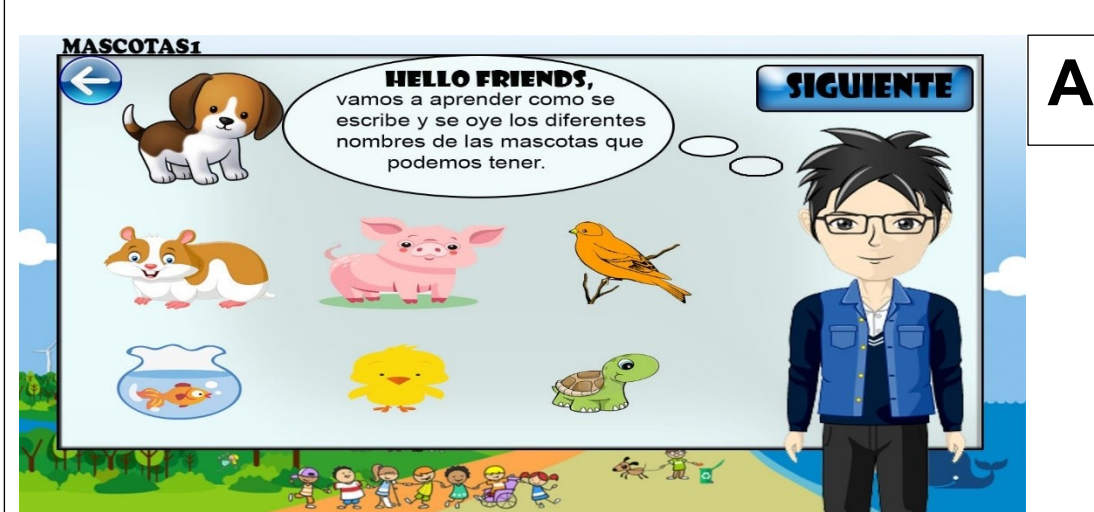 MASCOTAS1
HELLO FRIENDS,
vamos a aprender como se
escribe y se oye los diferentes
nombres de las mascotas que
podemos tener.
SIGUIENTE
A